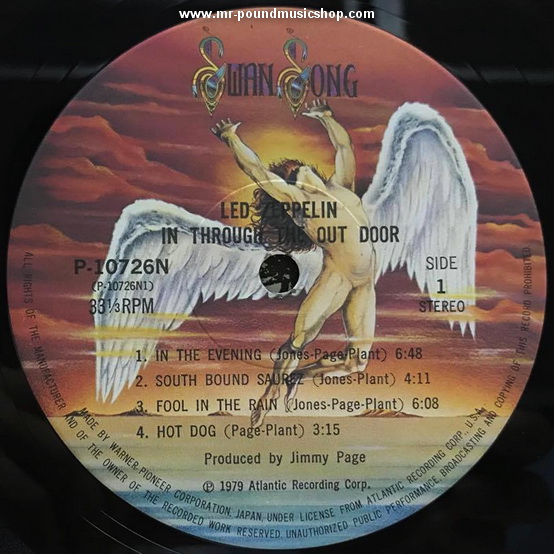 www.mr-poundmusicshop.com
SWAN SONG
LED ZEPPELIN
IN THROUGH THE OUT DOOR
P-10726N
(P-10726N1)
33 1/3 RPM
SIDE
1
STEREO
1. IN THE EVENING (Jones-Page-Plant) 6:48
2. SOUTH BOUND SAUREZ (Jones-Plant) 4:11
3. FOOL IN THE RAIN (Jones-Page-Plant) 6:08
4. HOT DOG (Page-Plant) 3:15
Produced by Jimmy Page
Ⓟ 1979 Atlantic Recording Corp.
MADE BY WARNER-PIONEER CORPORATION, JAPAN, UNDER LICENSE FROM ATLANTIC RECORDING CORP., U.S.A.
ALL RIGHTS OF THE MANUFACTURER AND OF THE OWNER OF THE RECORDED WORK RESERVED. UNAUTHORIZED PUBLIC PERFORMANCE, BROADCASTING AND COPYING OF THIS RECORD PROHIBITED.